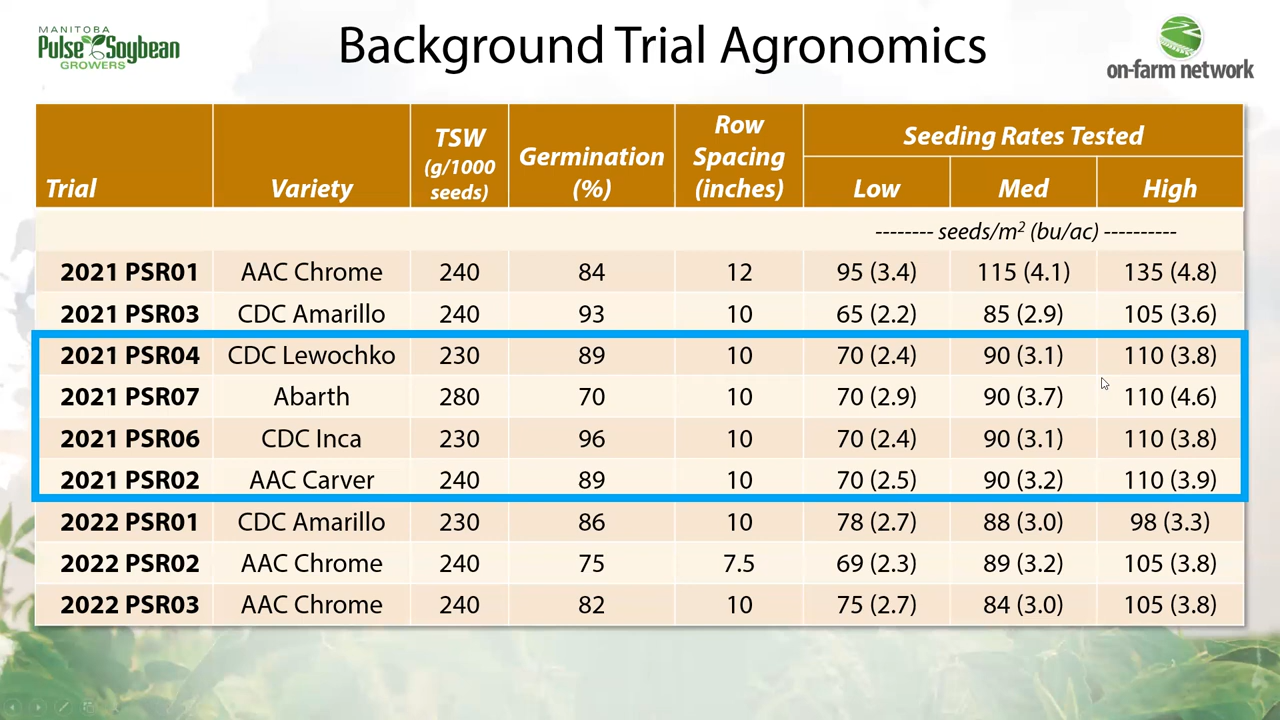 MANITOBA
Pulse Soybean
GROWERS
Background Trial Agronomics
on-farm network
Trial Variety TSW (g/1000 seeds) Germination (%) Row Spacing (inches) Seeding Rates Tested
Low Med High
-------- seeds/m² (bu/ac) ----------
2021 PSR01 AAC Chrome 240 84 12 95 (3.4) 115 (4.1) 135 (4.8)
2021 PSR03 CDC Amarillo 240 93 10 65 (2.2) 85 (2.9) 105 (3.6)
2021 PSR04 CDC Lewochko 230 89 10 70 (2.4) 90 (3.1) 110 (3.8)
2021 PSR07 Abarth 280 70 10 70 (2.9) 90 (3.7) 110 (4.6)
2021 PSR06 CDC Inca 230 96 10 70 (2.4) 90 (3.1) 110 (3.8)
2021 PSR02 AAC Carver 240 89 10 70 (2.5) 90 (3.2) 110 (3.9)
2022 PSR01 CDC Amarillo 230 86 10 78 (2.7) 88 (3.0) 98 (3.3)
2022 PSR02 AAC Chrome 240 75 7.5 69 (2.3) 89 (3.2) 105 (3.8)
2022 PSR03 AAC Chrome 240 82 10 75 (2.7) 84 (3.0) 105 (3.8)